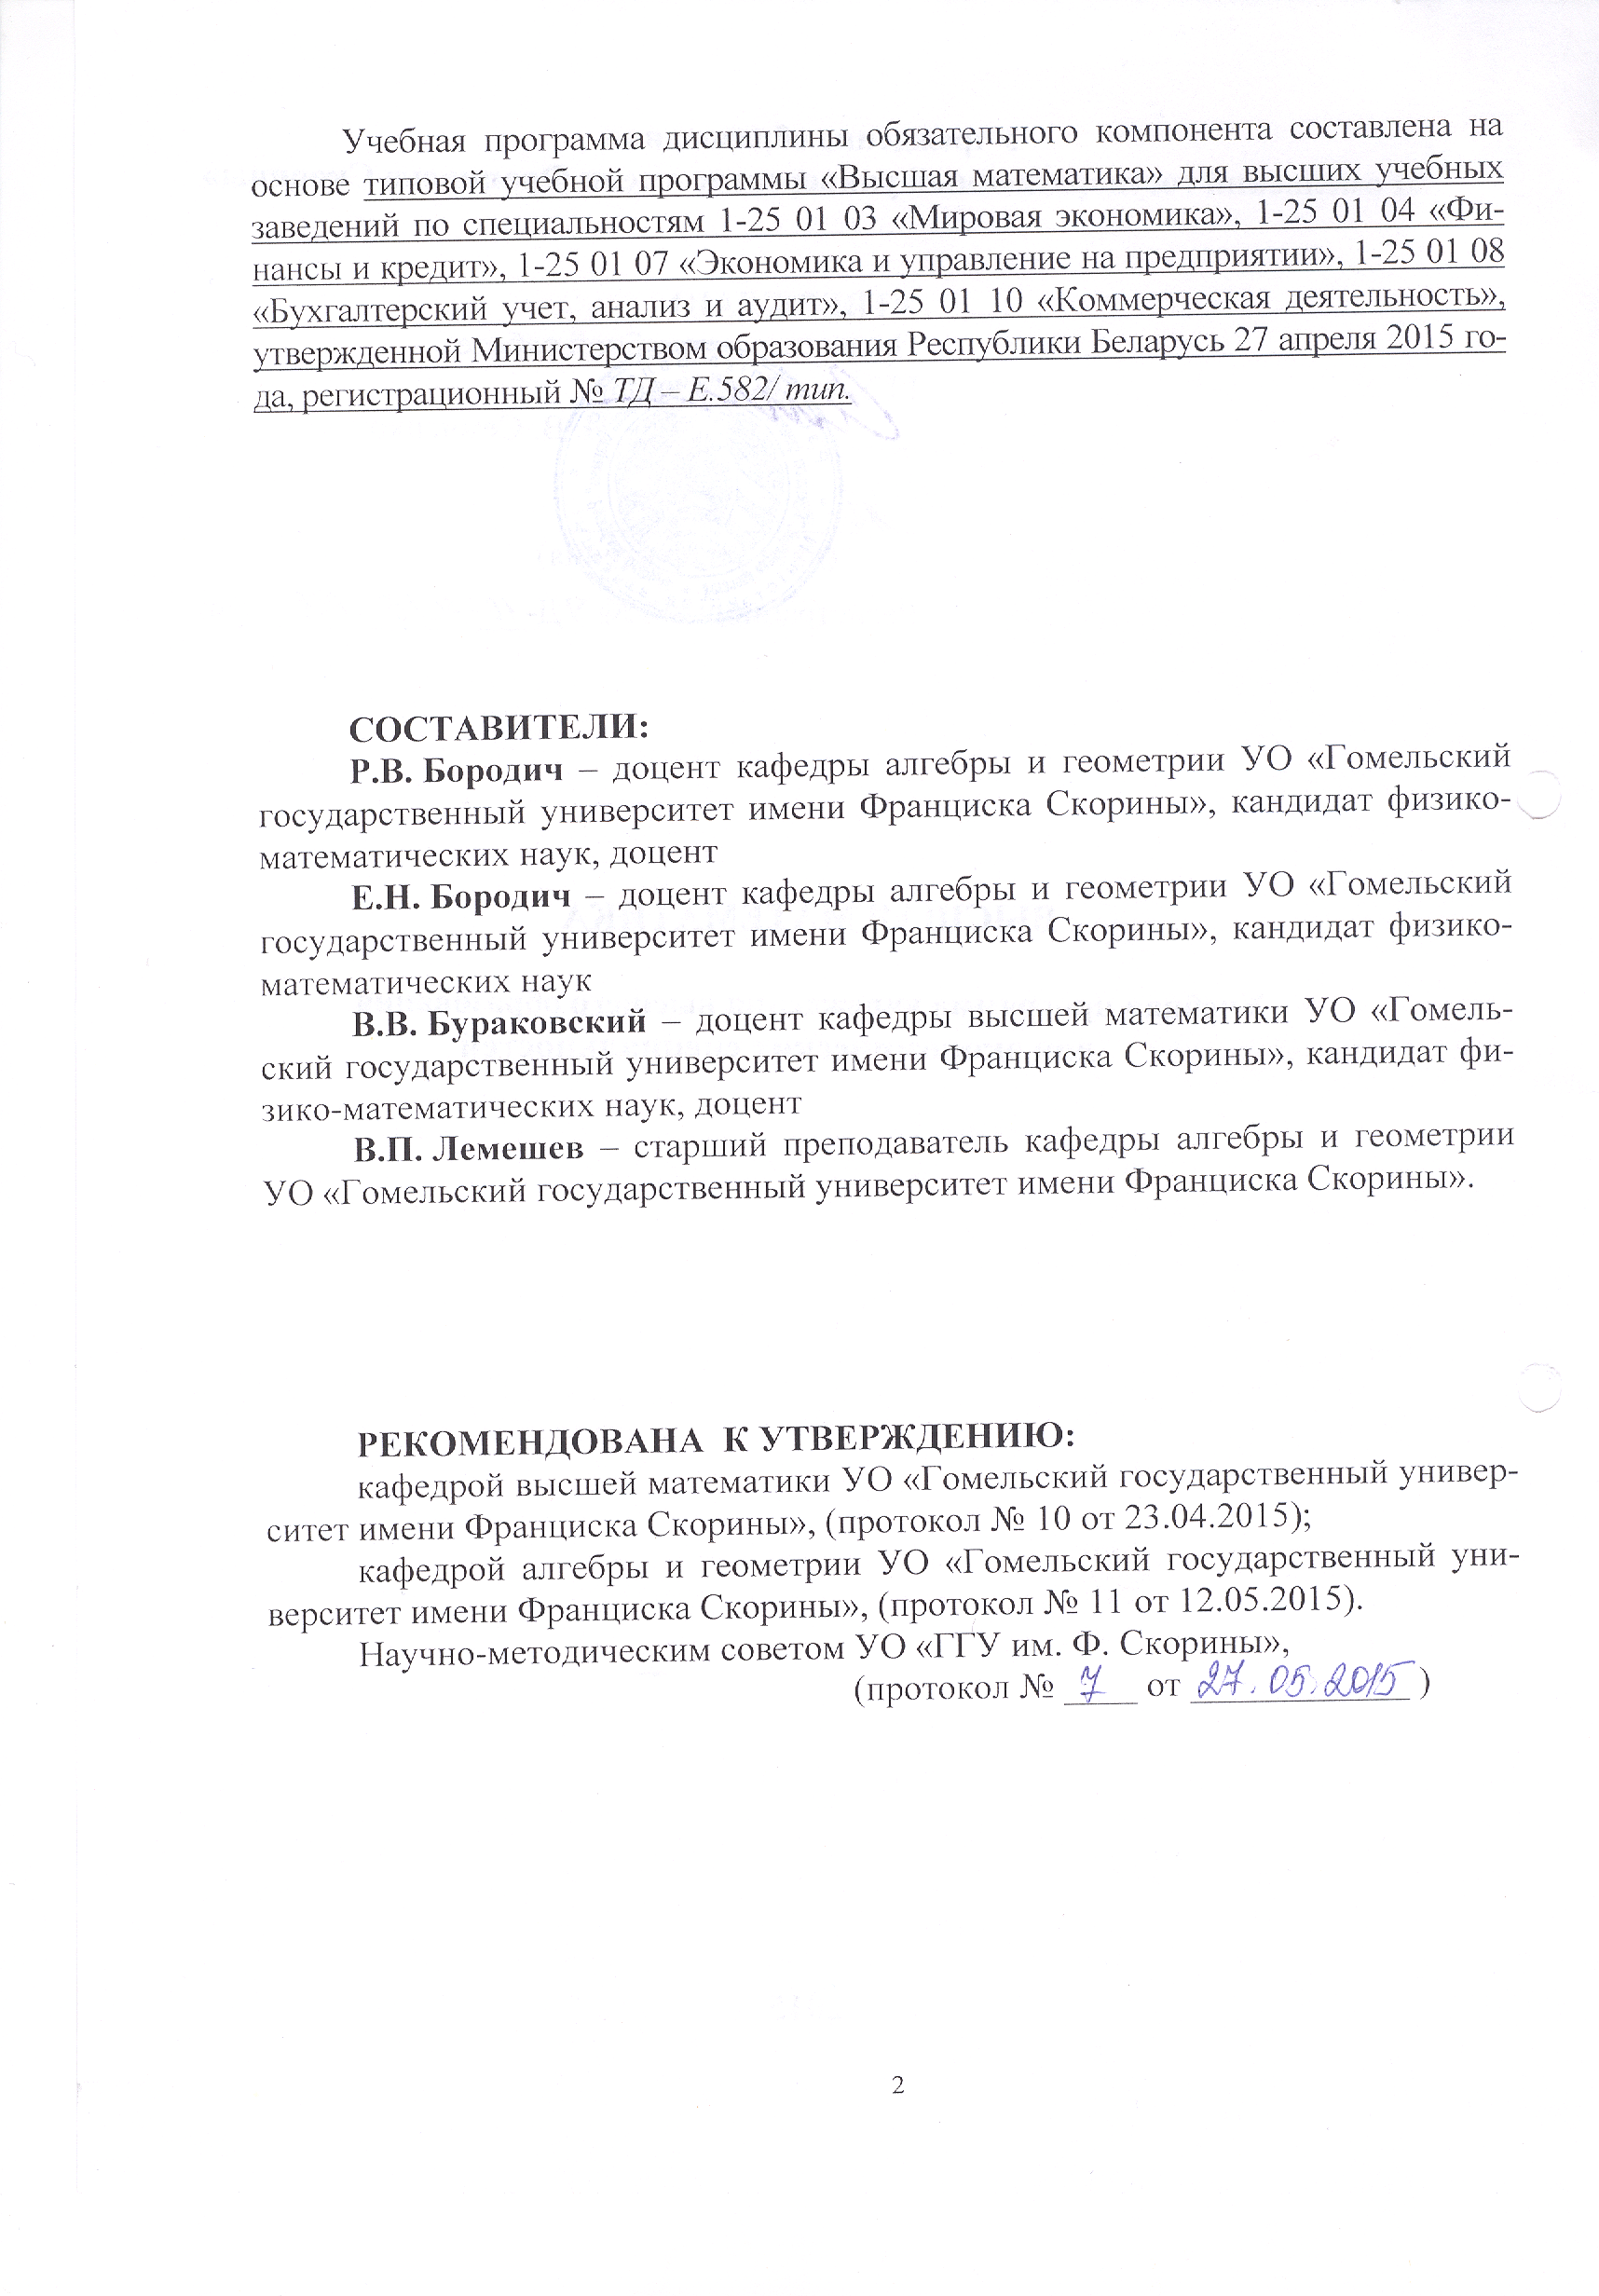 Учебная программа дисциплины обязательного компонента составлена на
основе типовой учебной программы «Высшая математика» для высших учебных
заведений по специальностям 1-25 01 03 «Мировая экономика», 1-25 01 04 «Фи-
нансы и кредит», 1-25 01 07 «Экономика и управление на предприятии», 1-25 01 08
«Бухгалтерский учет, анализ и аудит», 1-25 01 10 «Коммерческая деятельность»,
утвержденной Министерством образования Республики Беларусь 27 апреля 2015 го-
да, регистрационный № ТД – Е.582/ тип.
СОСТАВИТЕЛИ:
Р.В. Бородич – доцент кафедры алгебры и геометрии УО «Гомельский
государственный университет имени Франциска Скорины», кандидат физико-
математических наук, доцент
Е.Н. Бородич – доцент кафедры алгебры и геометрии УО «Гомельский
государственный университет имени Франциска Скорины», кандидат физико-
математических наук
В.В. Бураковский – доцент кафедры высшей математики УО «Гомель-
ский государственный университет имени Франциска Скорины», кандидат фи-
зико-математических наук, доцент
В.П. Лемешев – старший преподаватель кафедры алгебры и геометрии
УО «Гомельский государственный университет имени Франциска Скорины».
РЕКОМЕНДОВАНА К УТВЕРЖДЕНИЮ:
кафедрой высшей математики УО «Гомельский государственный универ-
ситет имени Франциска Скорины», (протокол № 10 от 23.04.2015);
кафедрой алгебры и геометрии УО «Гомельский государственный уни-
верситет имени Франциска Скорины», (протокол № 11 от 12.05.2015).
Научно-методическим советом УО «ГГУ им. Ф. Скорины»,
(протокол № 7 от 27.05.2015)
2